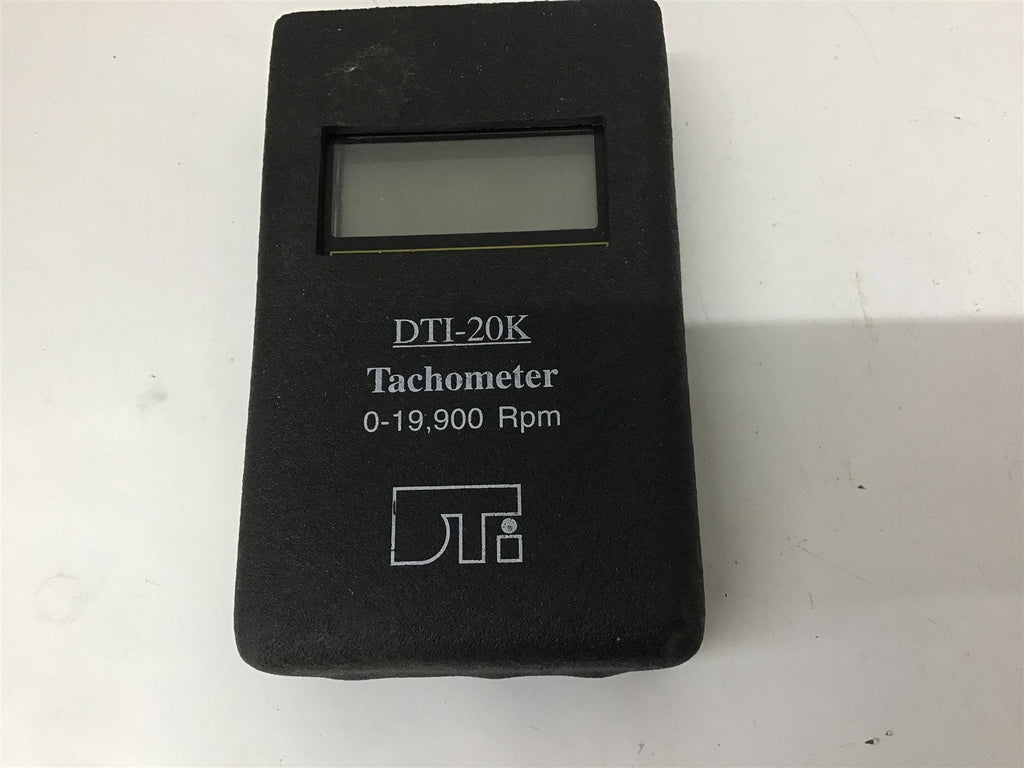 DTI-20K
Tachometer
0-19,900 Rpm
DTi